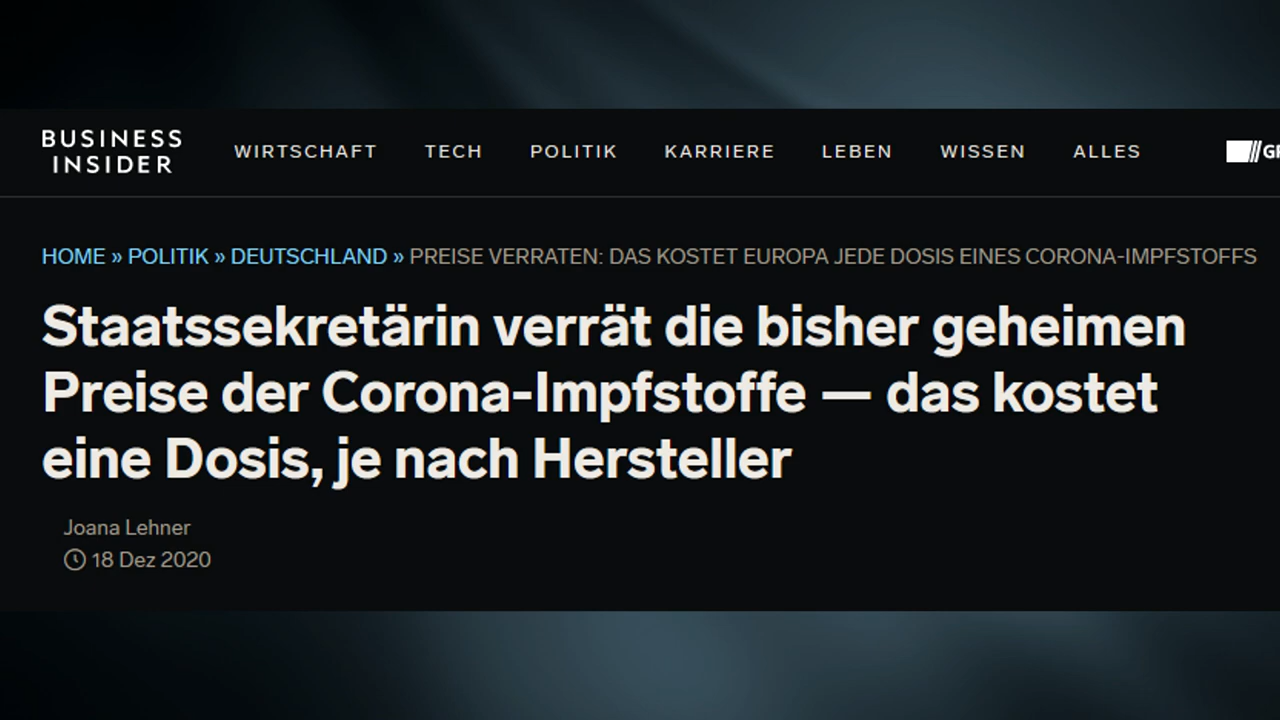 BUSINESS
INSIDER
WIRTSCHAFT TECH POLITIK KARRIERE LEBEN WISSEN ALLES
HOME » POLITIK » DEUTSCHLAND » PREISE VERRATEN: DAS KOSTET EUROPA JEDE DOSIS EINES CORONA-IMPFSTOFFS
Staatssekretärin verrät die bisher geheimen
Preise der Corona-Impfstoffe — das kostet
eine Dosis, je nach Hersteller
Joana Lehner
18 Dez 2020